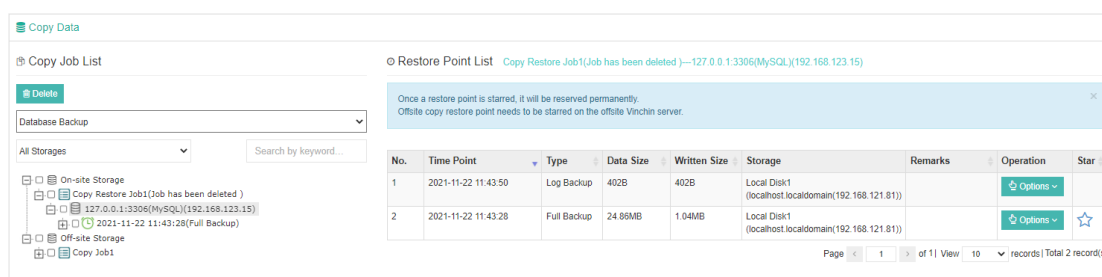 Copy Data
Copy Job List
Delete
Database Backup
All Storages
Search by keyword...
On-site Storage
Copy Restore Job1(Job has been deleted )
127.0.0.1:3306(MySQL)(192.168.123.15)
2021-11-22 11:43:28(Full Backup)
Off-site Storage
Copy Job1
Restore Point List Copy Restore Job1(Job has been deleted )---127.0.0.1:3306(MySQL)(192.168.123.15)
Once a restore point is starred, it will be reserved permanently.
Offsite copy restore point needs to be starred on the offsite Vinchin server.
×
No. Time Point Type Data Size Written Size Storage Remarks Operation Star
1 2021-11-22 11:43:50 Log Backup 402B 402B Local Disk1 Options
(localhost.localdomain(192.168.121.81))
2 2021-11-22 11:43:28 Full Backup 24.86MB 1.04MB Local Disk1 Options
(localhost.localdomain(192.168.121.81))
Page < 1 > of 1 | View 10 records | Total 2 record(s